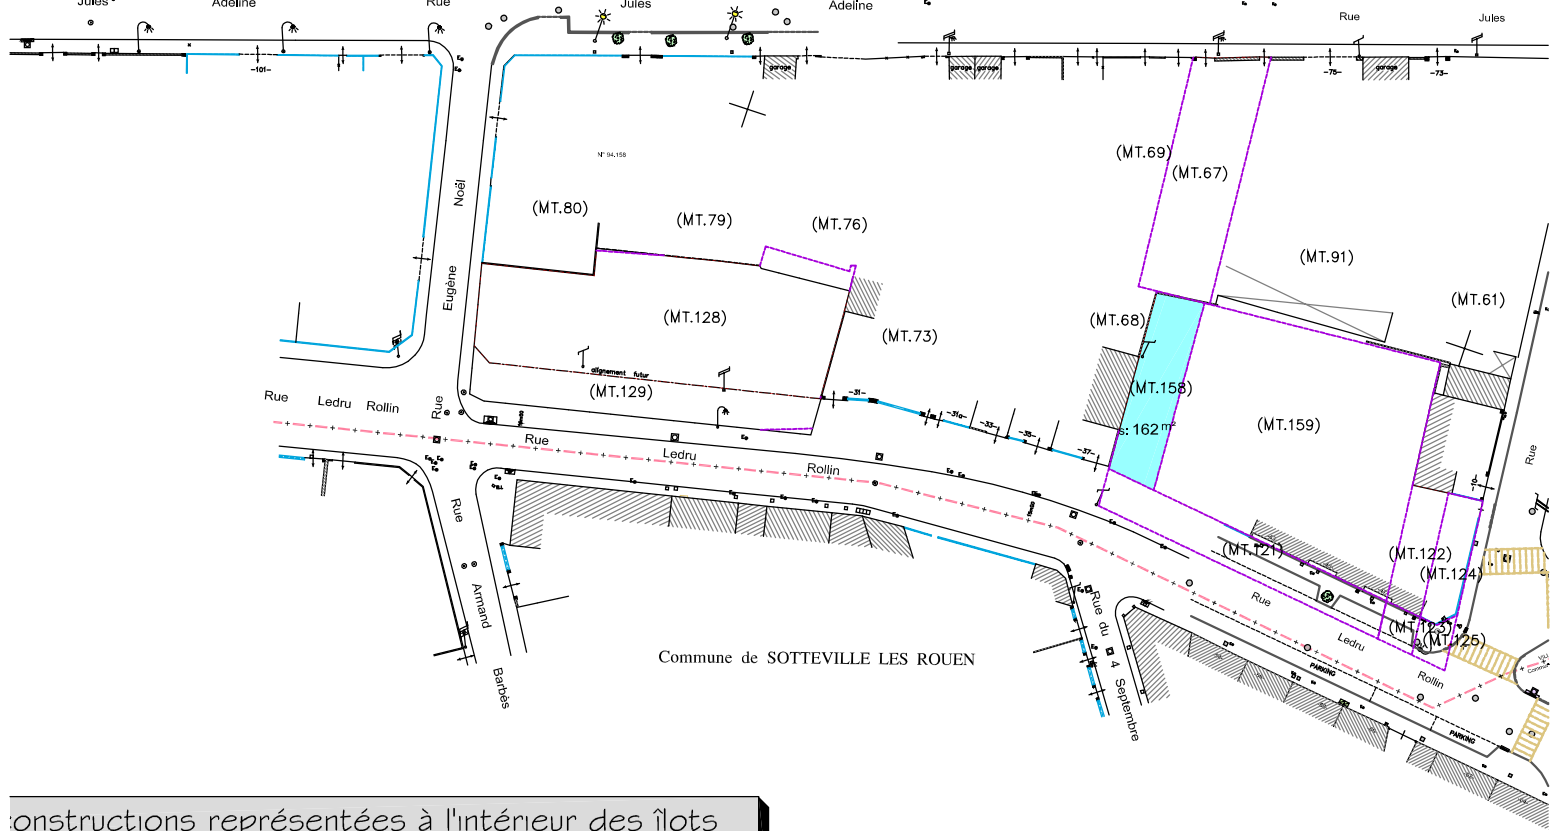 Jules Adeline Rue Jules Adeline
Rue Jules
-101-
garage
garage garage
-75-
garage
-73-
N° 94.158
(MT.69)
(MT.67)
(MT.80)
(MT.79)
(MT.76)
(MT.91)
(MT.61)
Rue Eugène Noël
(MT.128)
(MT.68)
(MT.73)
alignement futur
(MT.129)
-31-
-31a-
-33-
-35-
-37-
(MT.158)
s: 162 m²
(MT.159)
Rue
-10-
Rue Ledru Rollin
Rue Ledru Rollin
(MT.121)
(MT.122)
(MT.124)
(MT.123)
(MT.125)
Rue Ledru Rollin
Rue Armand Barbès
Rue du 4 Septembre
Commune de SOTTEVILLE LES ROUEN
PARKING
PARKING
constructions représentées à l'intérieur des îlots